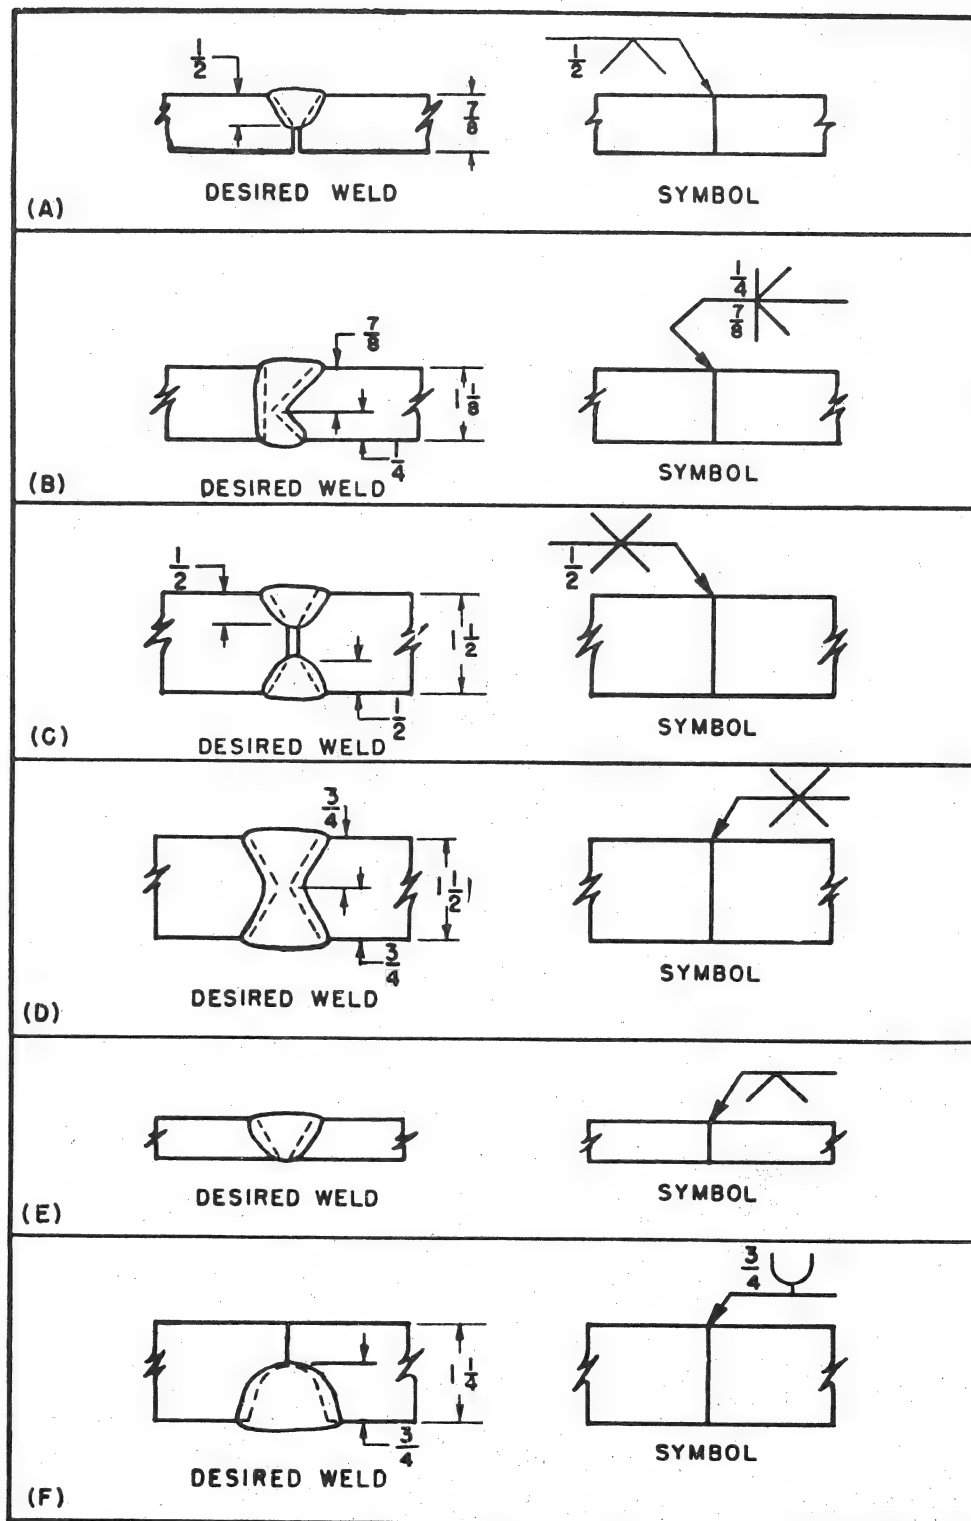 1/2
7/8
1/2
DESIRED WELD
SYMBOL
(A)
7/8
1 1/8
1/4
1/4
7/8
DESIRED WELD
SYMBOL
(B)
1/2
1 1/2
1/2
1/2
DESIRED WELD
SYMBOL
(C)
3/4
1 1/2
3/4
DESIRED WELD
SYMBOL
(D)
DESIRED WELD
SYMBOL
(E)
3/4
1 1/4
3/4
DESIRED WELD
SYMBOL
(F)